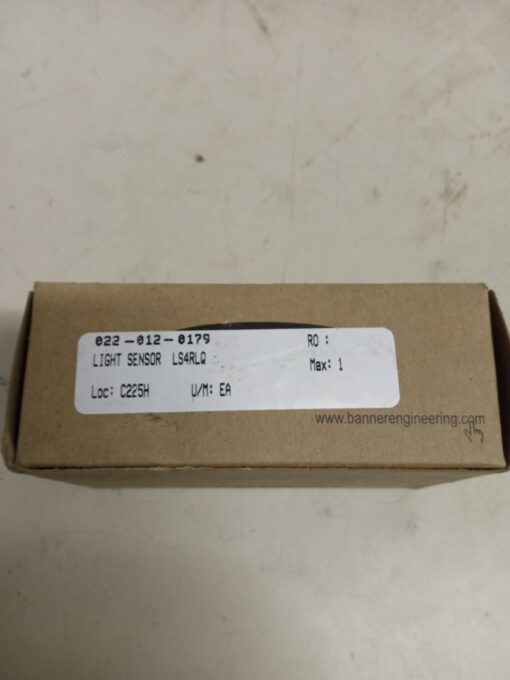 022-012-0179 RO :
LIGHT SENSOR LS4RLQ Max: 1
Loc: C225H U/M: EA
www.bannerengineering.com